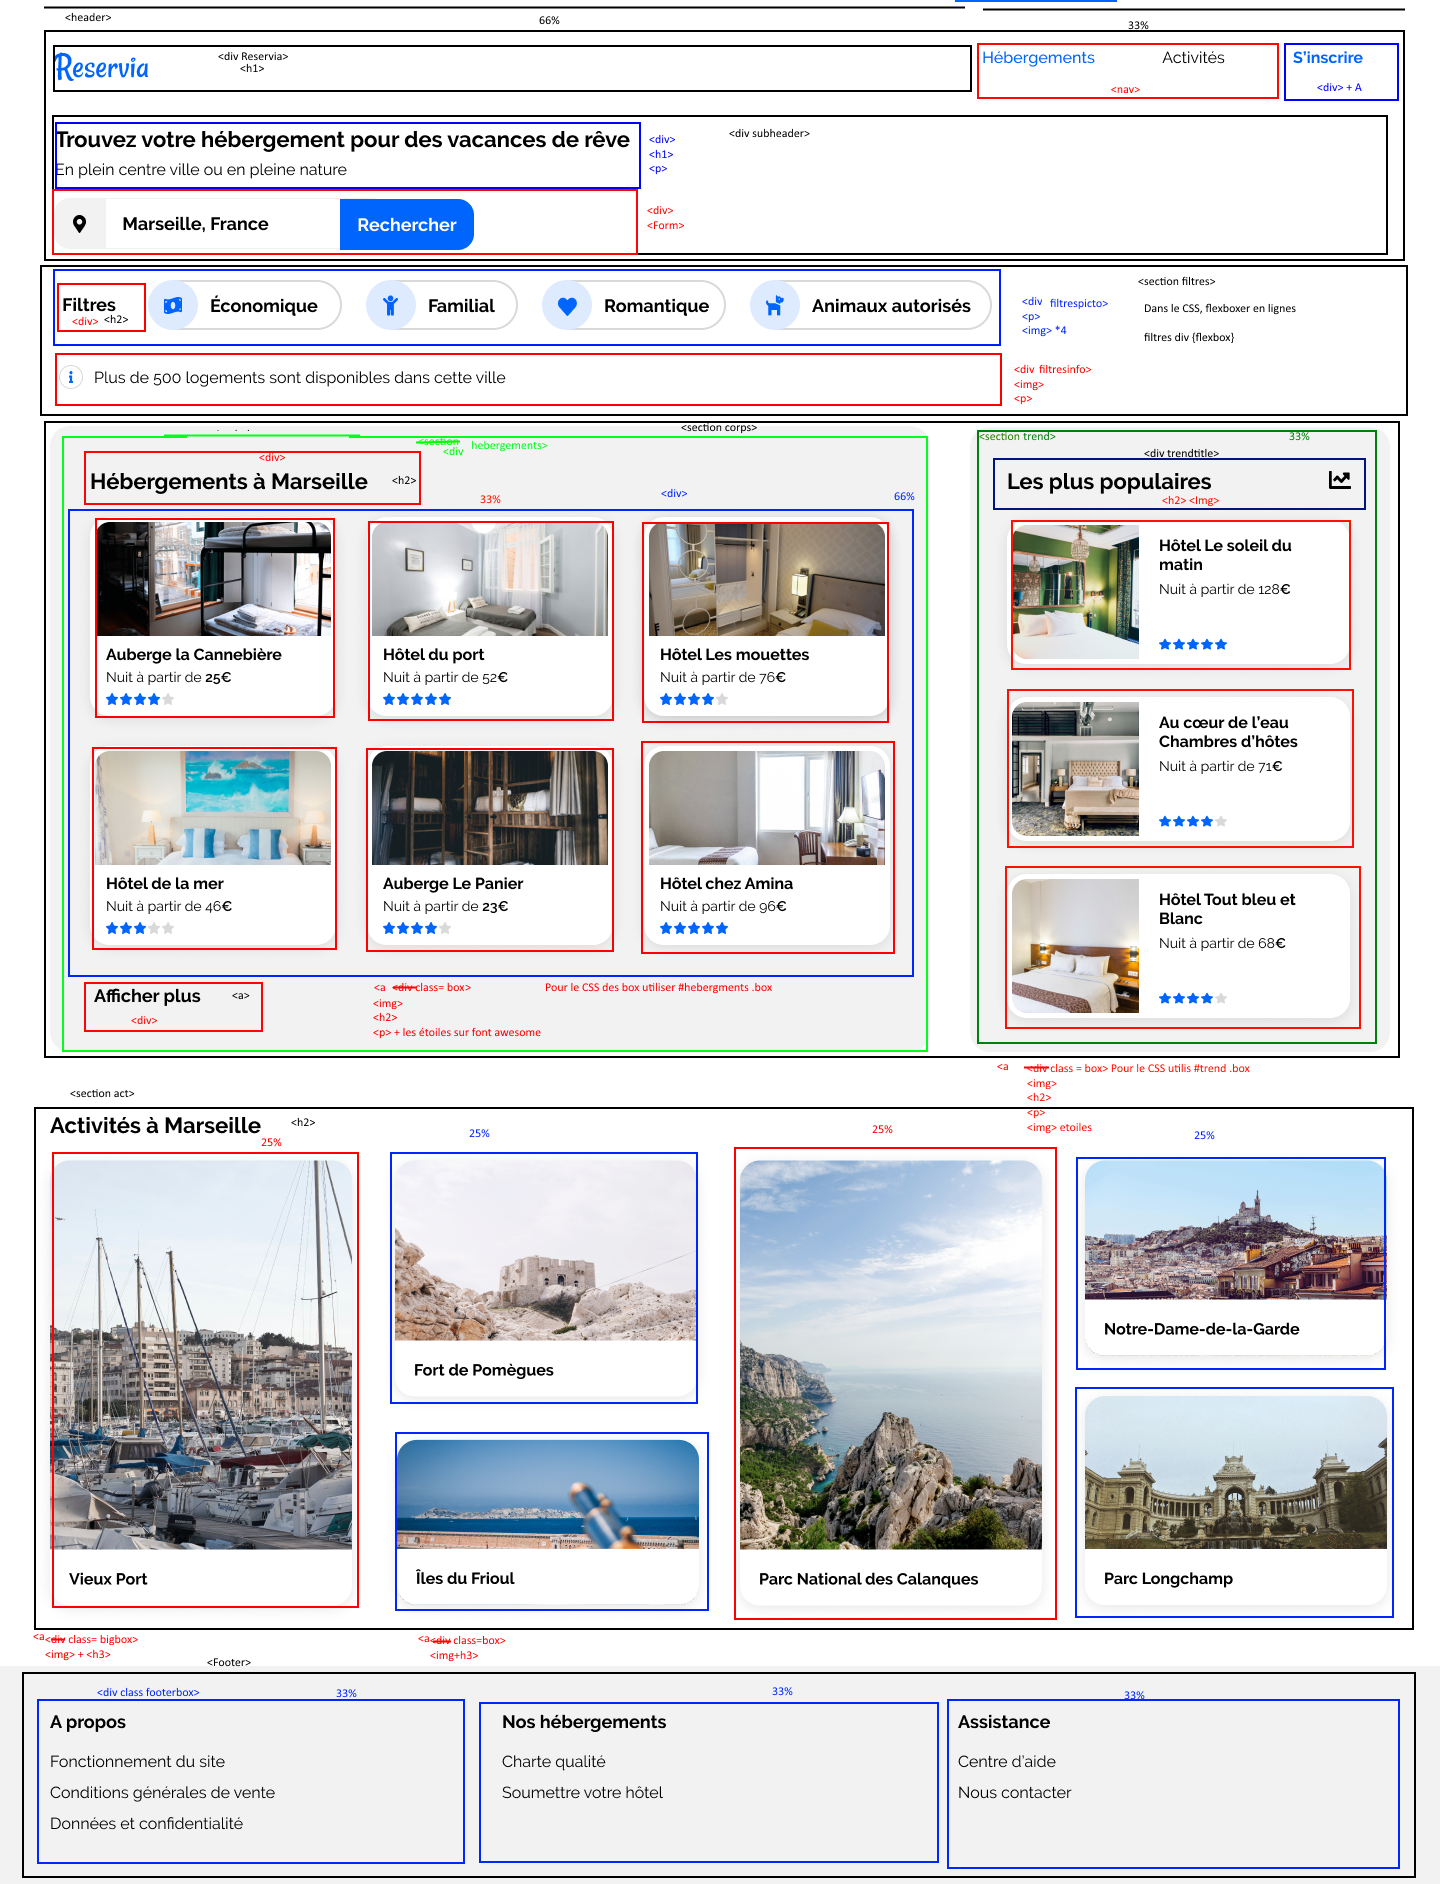 <header>
66%
33%
Reservia
<div Reservia>
<h1>
Hébergements
Activités
<nav>
S'inscrire
<div> + A
Trouvez votre hébergement pour des vacances de rêve
En plein centre ville ou en pleine nature
<div>
<h1>
<p>
<div subheader>
Marseille, France
Rechercher
<div>
<Form>
Filtres
<div> <h2>
Économique
Familial
Romantique
Animaux autorisés
<div filtrespicto>
<p>
<img> *4
<section filtres>
Dans le CSS, flexboxer en lignes
filtres div {flexbox}
Plus de 500 logements sont disponibles dans cette ville
<div filtresinfo>
<img>
<p>
<section corps>
<section
<div hebergements>
<div>
Hébergements à Marseille
<h2>
33%
<div>
66%
Auberge la Cannebière
Nuit à partir de 25€
Hôtel du port
Nuit à partir de 52€
Hôtel Les mouettes
Nuit à partir de 76€
Hôtel de la mer
Nuit à partir de 46€
Auberge Le Panier
Nuit à partir de 23€
Hôtel chez Amina
Nuit à partir de 96€
Afficher plus
<a>
<div>
<a <div class= box>
<img>
<h2>
<p> + les étoiles sur font awesome
Pour le CSS des box utiliser #hebergments .box
<section trend>
33%
<div trendtitle>
Les plus populaires
<h2> <Img>
Hôtel Le soleil du
matin
Nuit à partir de 128€
Au cœur de l'eau
Chambres d'hôtes
Nuit à partir de 71€
Hôtel Tout bleu et
Blanc
Nuit à partir de 68€
<a <div class = box> Pour le CSS utilis #trend .box
<img>
<h2>
<p>
<img> etoiles
<section act>
Activités à Marseille
<h2>
25%
25%
25%
25%
Vieux Port
Fort de Pomègues
Îles du Frioul
Parc National des Calanques
Notre-Dame-de-la-Garde
Parc Longchamp
<a <div class= bigbox>
<img> + <h3>
<a <div class=box>
<img+h3>
<Footer>
<div class footerbox>
33%
33%
33%
A propos
Fonctionnement du site
Conditions générales de vente
Données et confidentialité
Nos hébergements
Charte qualité
Soumettre votre hôtel
Assistance
Centre d'aide
Nous contacter